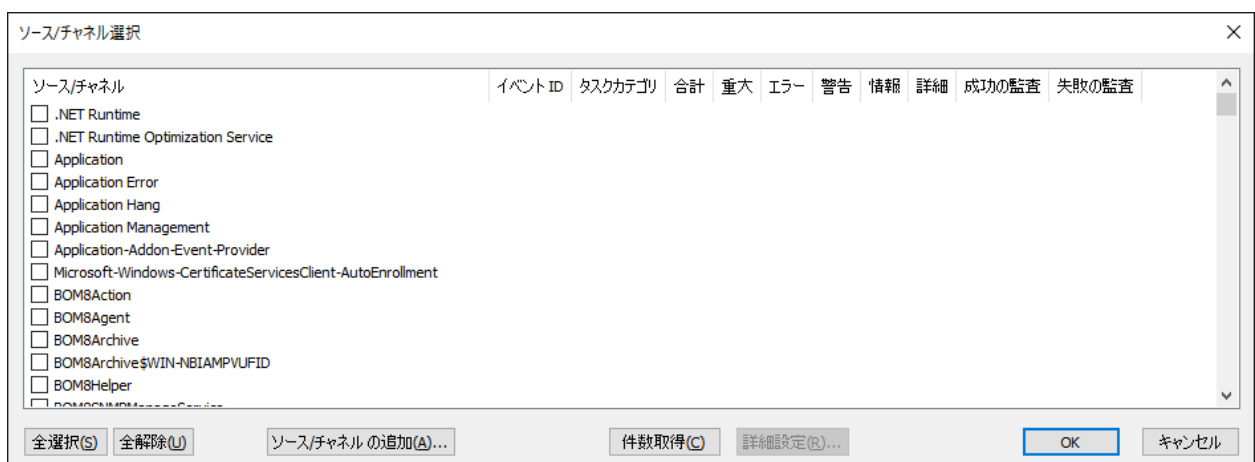 ソース/チャネル選択
ソース/チャネル イベント ID タスクカテゴリ 合計 重大 エラー 警告 情報 詳細 成功の監査 失敗の監査
.NET Runtime
.NET Runtime Optimization Service
Application
Application Error
Application Hang
Application Management
Application-Addon-Event-Provider
Microsoft-Windows-CertificateServicesClient-AutoEnrollment
BOM8Action
BOM8Agent
BOM8Archive
BOM8Archive$WIN-NBIAMPVUFID
BOM8Helper
全選択(S) 全解除(U) ソース/チャネル の追加(A)... 件数取得(C) 詳細設定(R)... OK キャンセル